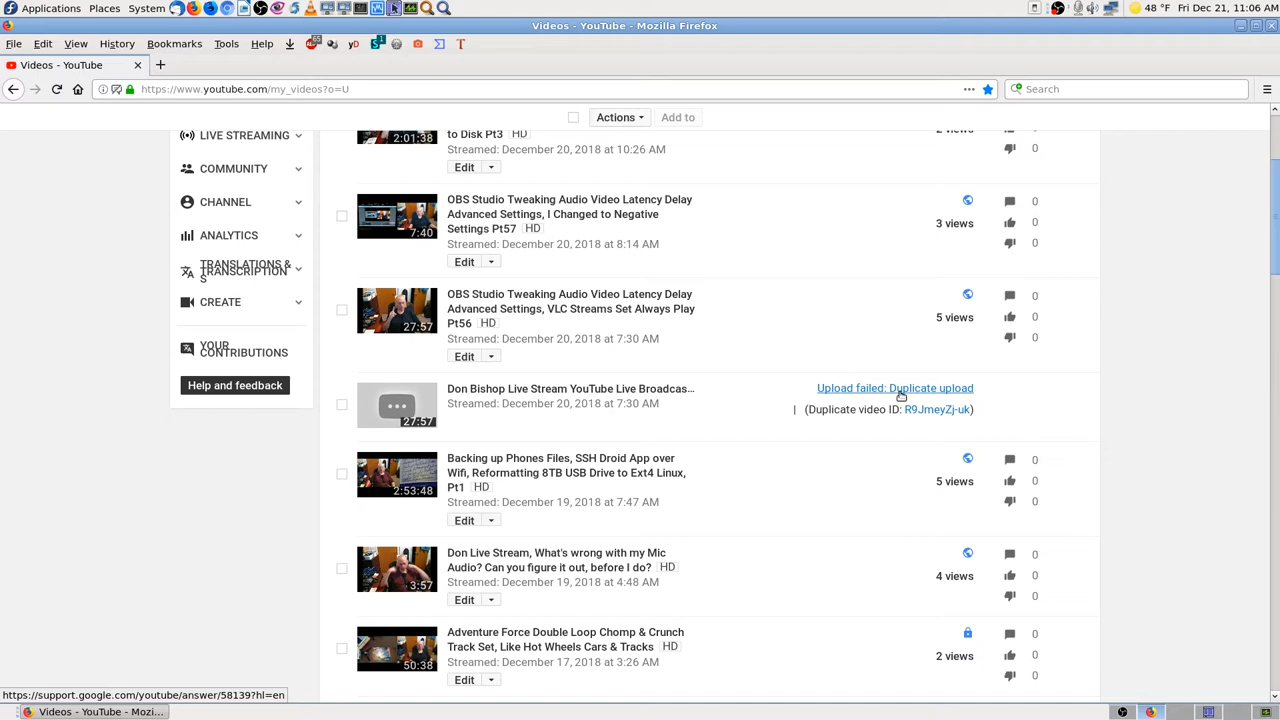 Applications Places System 48 °F Fri Dec 21, 11:06 AM
Videos - YouTube - Mozilla Firefox
File Edit View History Bookmarks Tools Help 65 yD S 1 T
Videos - YouTube
https://www.youtube.com/my_videos?o=U Search
Actions Add to
LIVE STREAMING
COMMUNITY
CHANNEL
ANALYTICS
TRANSLATIONS &
TRANSCRIPTION
S
CREATE
YOUR
CONTRIBUTIONS
Help and feedback
2:01:38
to Disk Pt3 HD
Streamed: December 20, 2018 at 10:26 AM
Edit
2 views
0
7:40
OBS Studio Tweaking Audio Video Latency Delay
Advanced Settings, I Changed to Negative
Settings Pt57 HD
Streamed: December 20, 2018 at 8:14 AM
Edit
3 views
0
0
0
27:57
OBS Studio Tweaking Audio Video Latency Delay
Advanced Settings, VLC Streams Set Always Play
Pt56 HD
Streamed: December 20, 2018 at 7:30 AM
Edit
5 views
0
0
0
27:57
Don Bishop Live Stream YouTube Live Broadcas...
Streamed: December 20, 2018 at 7:30 AM
Upload failed: Duplicate upload
| (Duplicate video ID: R9JmeyZj-uk)
2:53:48
Backing up Phones Files, SSH Droid App over
Wifi, Reformatting 8TB USB Drive to Ext4 Linux,
Pt1 HD
Streamed: December 19, 2018 at 7:47 AM
Edit
5 views
0
0
0
3:57
Don Live Stream, What's wrong with my Mic
Audio? Can you figure it out, before I do? HD
Streamed: December 19, 2018 at 4:48 AM
Edit
4 views
0
0
0
50:38
Adventure Force Double Loop Chomp & Crunch
Track Set, Like Hot Wheels Cars & Tracks HD
Streamed: December 17, 2018 at 3:26 AM
Edit
2 views
0
0
0
https://support.google.com/youtube/answer/58139?hl=en
Videos - YouTube - Mozi...